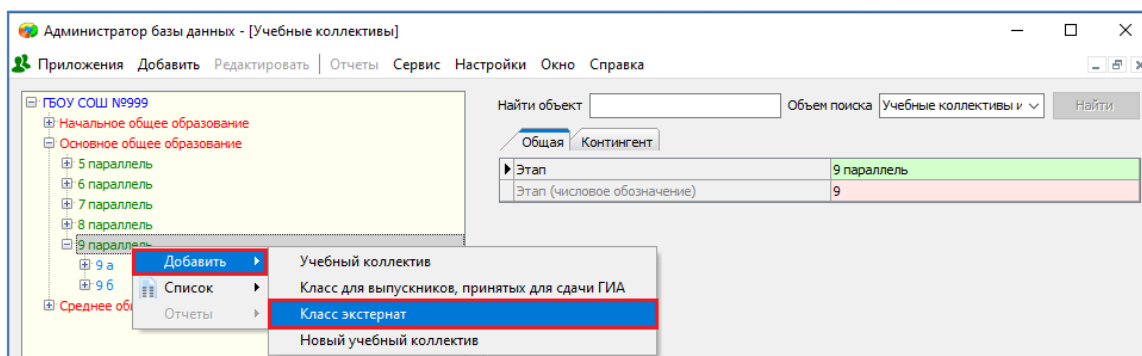 Администратор базы данных - [Учебные коллективы]
Приложения Добавить Редактировать Отчеты Сервис Настройки Окно Справка
ГБОУ СОШ №999
Начальное общее образование
Основное общее образование
5 параллель
6 параллель
7 параллель
8 параллель
9 параллель
9 а
9 б
Среднее
Добавить
Список
Отчеты
Учебный коллектив
Класс для выпускников, принятых для сдачи ГИА
Класс экстернат
Новый учебный коллектив
Найти объект
Объем поиска Учебные коллективы и
Найти
Общая Контингент
Этап 9 параллель
Этап (числовое обозначение) 9